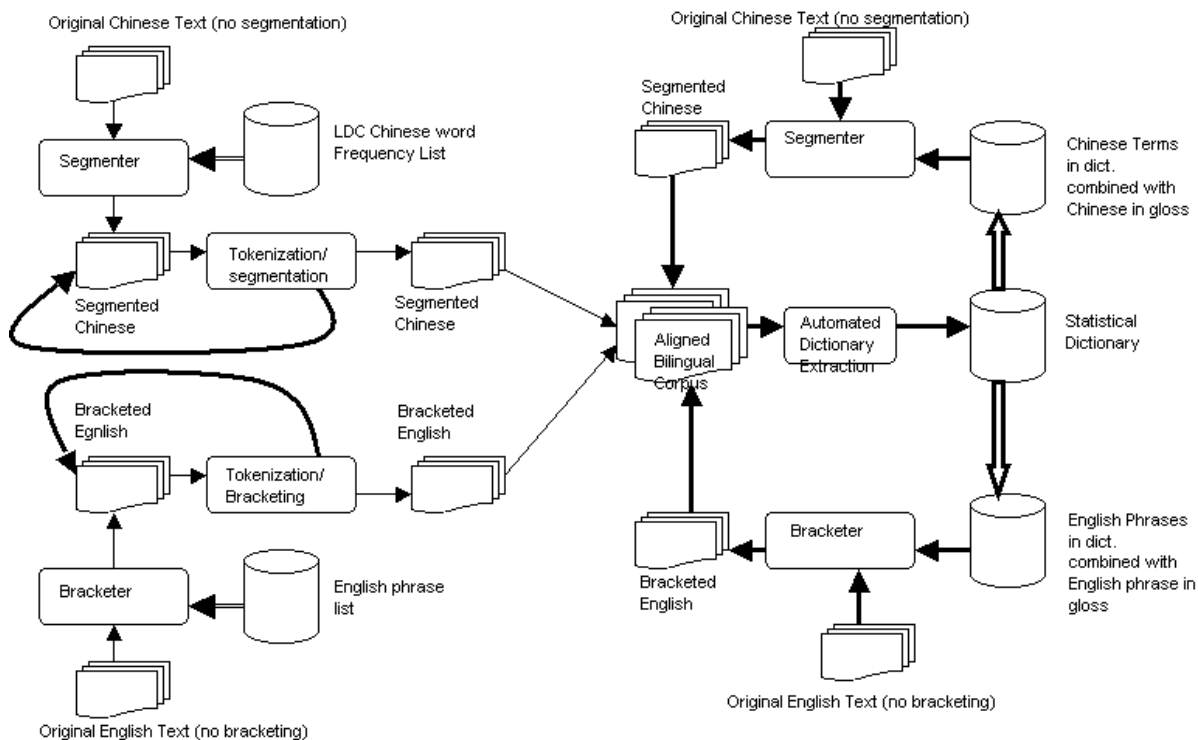 Original Chinese Text (no segmentation)
LDC Chinese word
Frequency List
Segmenter
Tokenization/
segmentation
Segmented
Chinese
Segmented
Chinese
Bracketed
Egnlish
Tokenization/
Bracketing
Bracketed
English
Bracketer
English phrase
list
Original English Text (no bracketing)
Original Chinese Text (no segmentation)
Segmented
Chinese
Segmenter
Chinese Terms
in dict.
combined with
Chinese in gloss
Aligned
Bilingual
Corpus
Automated
Dictionary
Extraction
Statistical
Dictionary
Bracketed
English
Bracketer
English Phrases
in dict.
combined with
English phrase in
gloss
Original English Text (no bracketing)